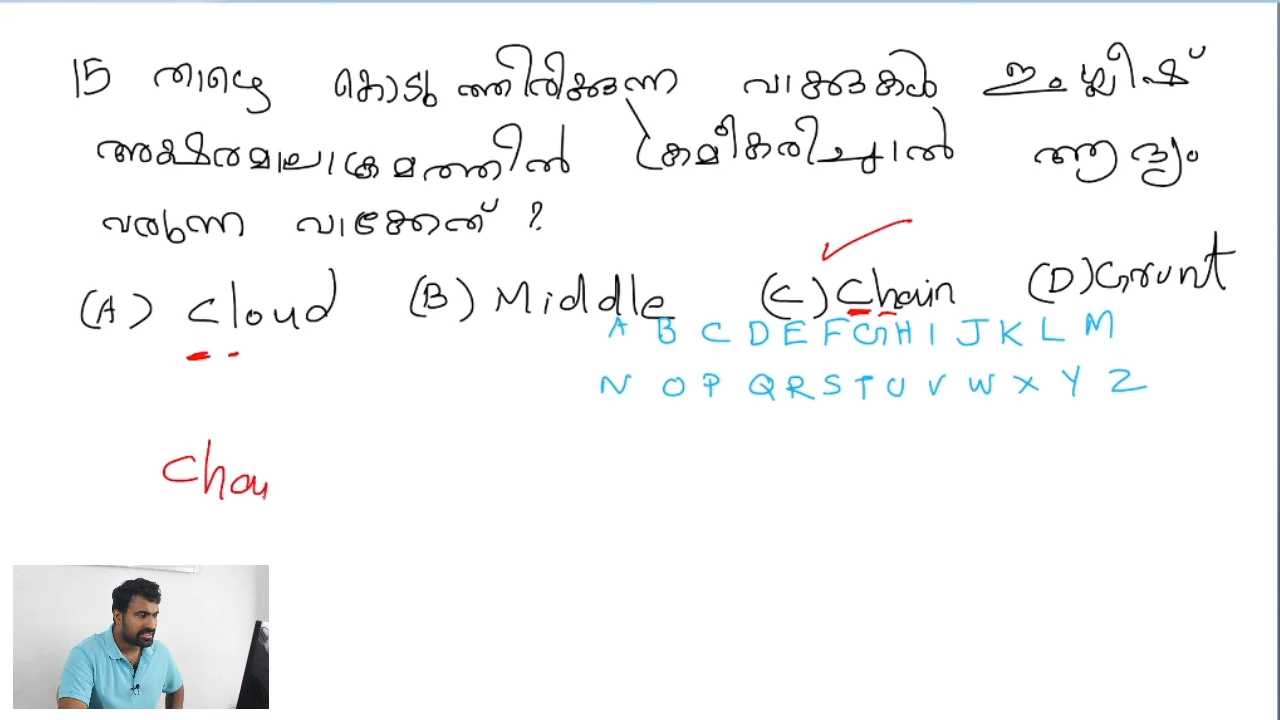 15 താഴെ കൊടുത്തിരിക്കുന്ന വാക്കുകൾ ഇംഗ്ലീഷ്
അക്ഷരമാലാക്രമത്തിൽ ക്രമീകരിച്ചാൽ ആദ്യം
വരുന്ന വാക്കേത് ?
(A) Cloud (B) Middle (C) Chain (D) Grunt
A B C D E F G H I J K L M
N O P Q R S T U V W X Y Z
Chai